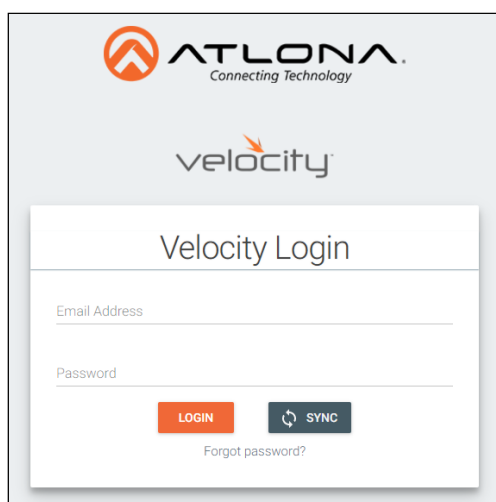 ATLONA.
Connecting Technology
velocity
Velocity Login
Email Address
Password
LOGIN SYNC
Forgot password?